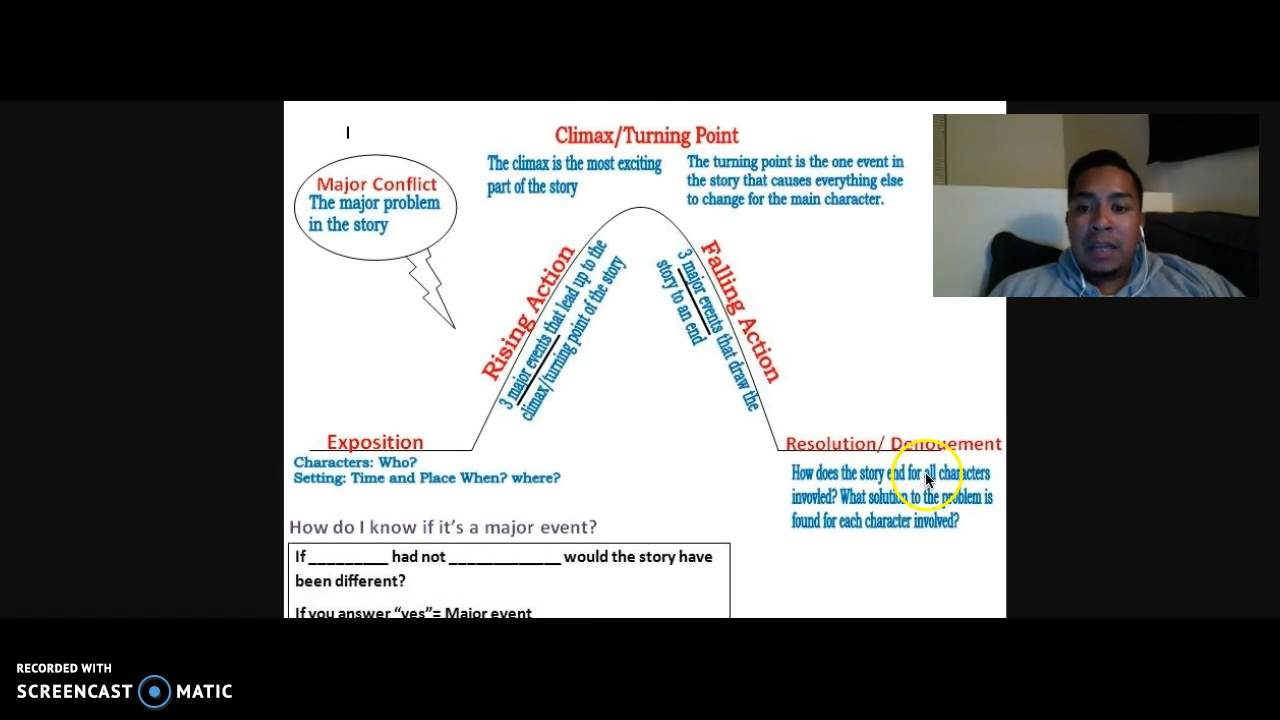 Climax/Turning Point
The climax is the most exciting
part of the story
The turning point is the one event in
the story that causes everything else
to change for the main character.
Major Conflict
The major problem
in the story
Rising Action
3 major events that lead up to the
climax/turning point of the story
Falling Action
3 major events that draw the
story to an end
Exposition
Characters: Who?
Setting: Time and Place When? where?
Resolution/ Denouement
How does the story end for all characters
invovled? What solution to the problem is
found for each character involved?
How do I know if it's a major event?
If _________ had not _____________ would the story have
been different?
If you answer "yes"= Major event
RECORDED WITH
SCREENCAST MATIC